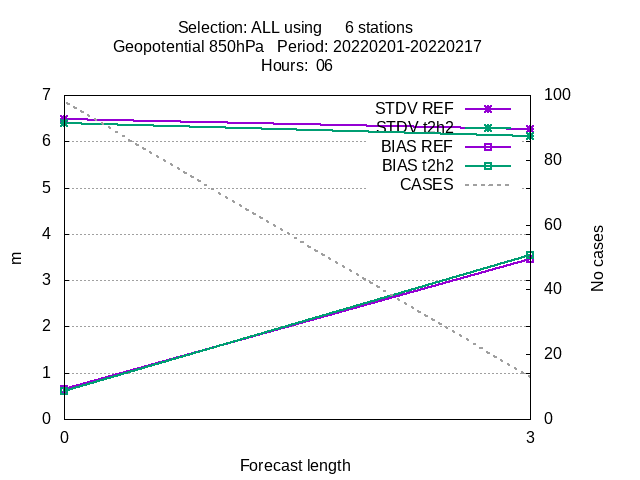 Selection: ALL using 6 stations
Geopotential 850hPa Period: 20220201-20220217
Hours: 06
7
6
5
4
3
2
1
0
m
100
80
60
40
20
0
No cases
STDV REF
STDV t2h2
BIAS REF
BIAS t2h2
CASES
0
3
Forecast length